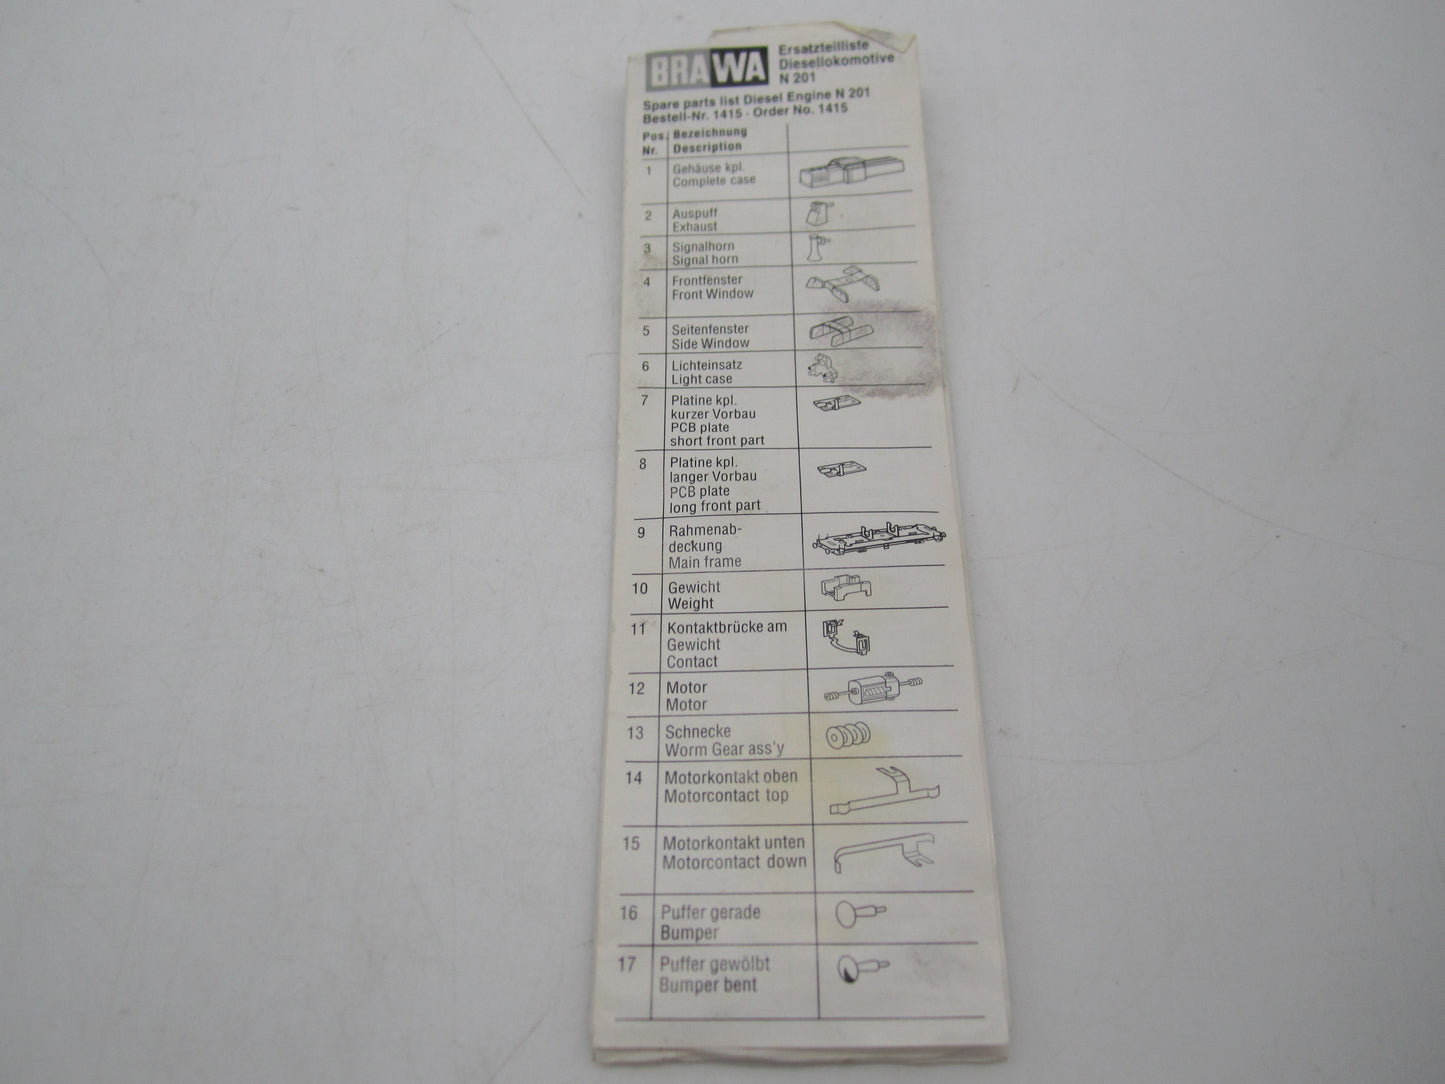 BRAWA
Ersatzteilliste
Diesellokomotive
N 201
Spare parts list Diesel Engine N 201
Bestell-Nr. 1415 · Order No. 1415
Pos. Bezeichnung
Nr. Description
1 Gehäuse kpl.
Complete case
2 Auspuff
Exhaust
3 Signalhorn
Signal horn
4 Frontfenster
Front Window
5 Seitenfenster
Side Window
6 Lichteinsatz
Light case
7 Platine kpl.
kurzer Vorbau
PCB plate
short front part
8 Platine kpl.
langer Vorbau
PCB plate
long front part
9 Rahmenab-
deckung
Main frame
10 Gewicht
Weight
11 Kontaktbrücke am
Gewicht
Contact
12 Motor
Motor
13 Schnecke
Worm Gear ass'y
14 Motorkontakt oben
Motorcontact top
15 Motorkontakt unten
Motorcontact down
16 Puffer gerade
Bumper
17 Puffer gewölbt
Bumper bent